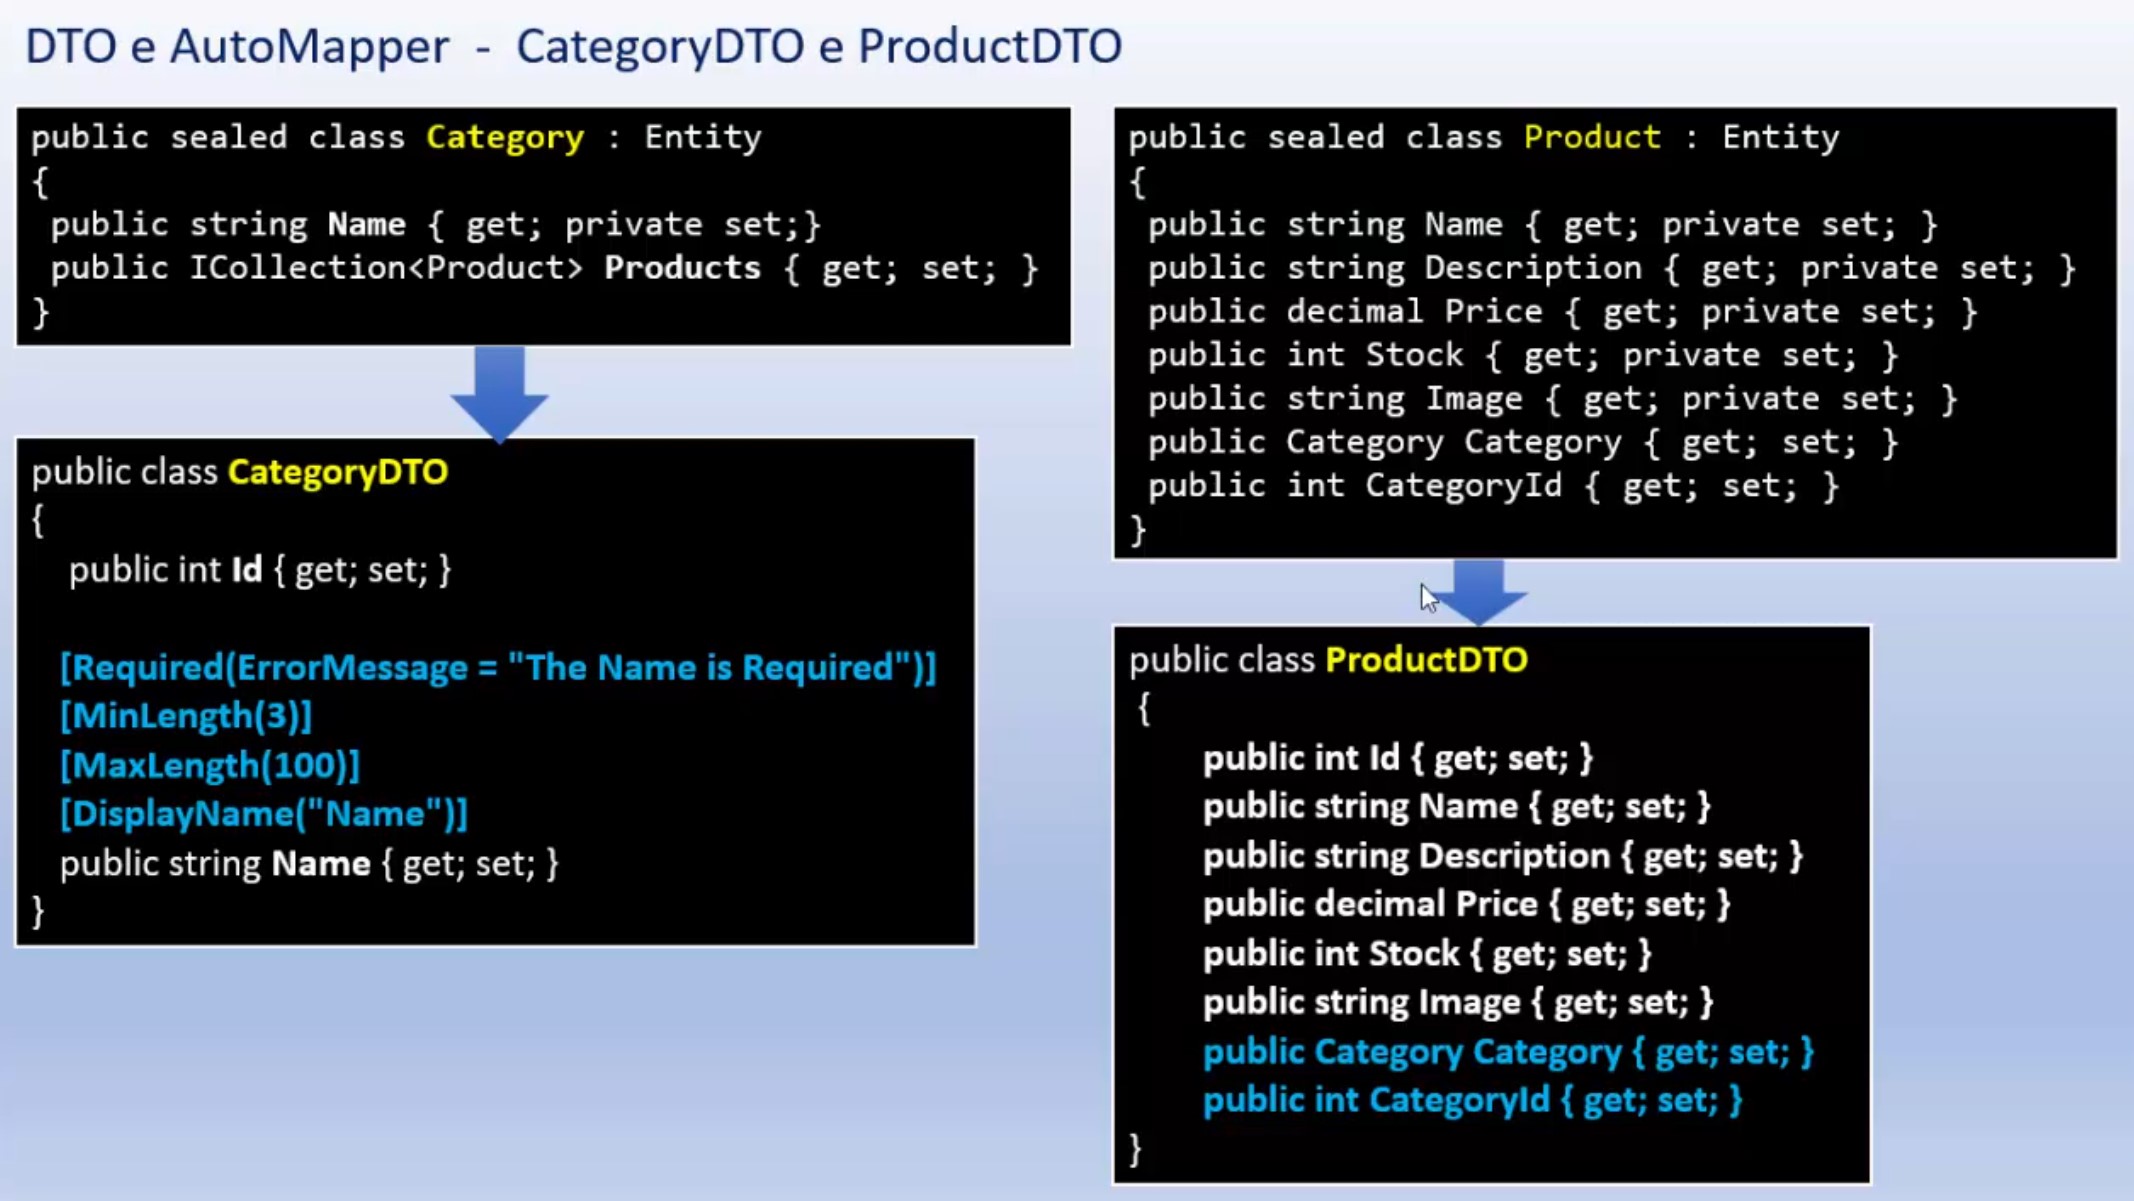 DTO e AutoMapper - CategoryDTO e ProductDTO
public sealed class Category : Entity
{
public string Name { get; private set;}
public ICollection<Product> Products { get; set; }
}
public class CategoryDTO
{
public int Id { get; set; }
[Required(ErrorMessage = "The Name is Required")]
[MinLength(3)]
[MaxLength(100)]
[DisplayName("Name")]
public string Name { get; set; }
}
public sealed class Product : Entity
{
public string Name { get; private set; }
public string Description { get; private set; }
public decimal Price { get; private set; }
public int Stock { get; private set; }
public string Image { get; private set; }
public Category Category { get; set; }
public int CategoryId { get; set; }
}
public class ProductDTO
{
public int Id { get; set; }
public string Name { get; set; }
public string Description { get; set; }
public decimal Price { get; set; }
public int Stock { get; set; }
public string Image { get; set; }
public Category Category { get; set; }
public int CategoryId { get; set; }
}